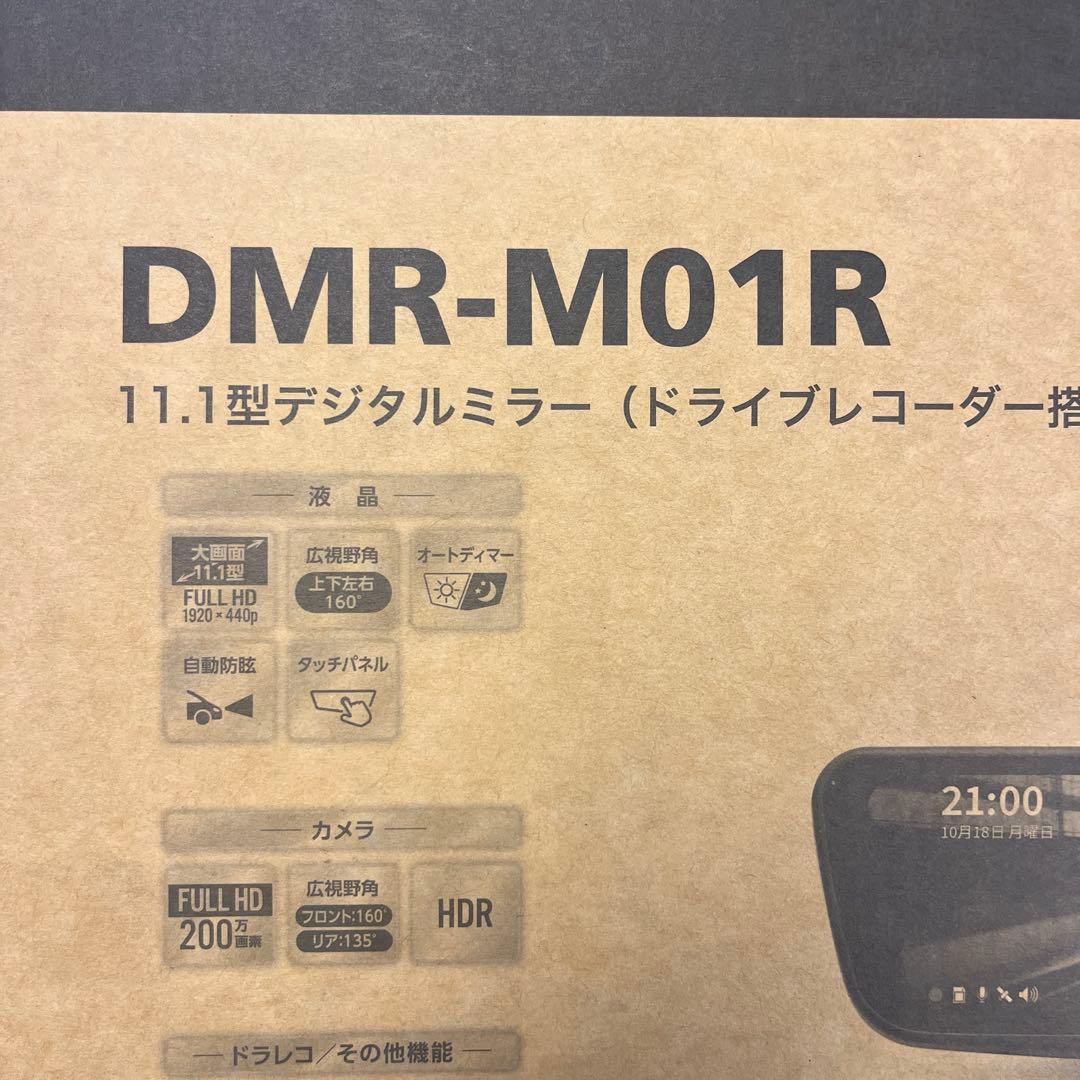 DMR-M01R
11.1型デジタルミラー（ドライブレコーダー搭
液 晶
大画面
11.1型
FULL HD
1920×440p
広視野角
上下左右
160°
オートディマー
自動防眩
タッチパネル
カメラ
FULL HD
200万
画素
広視野角
フロント:160°
リア:135°
HDR
21:00
10月18日 月曜日
ドラレコ/その他機能